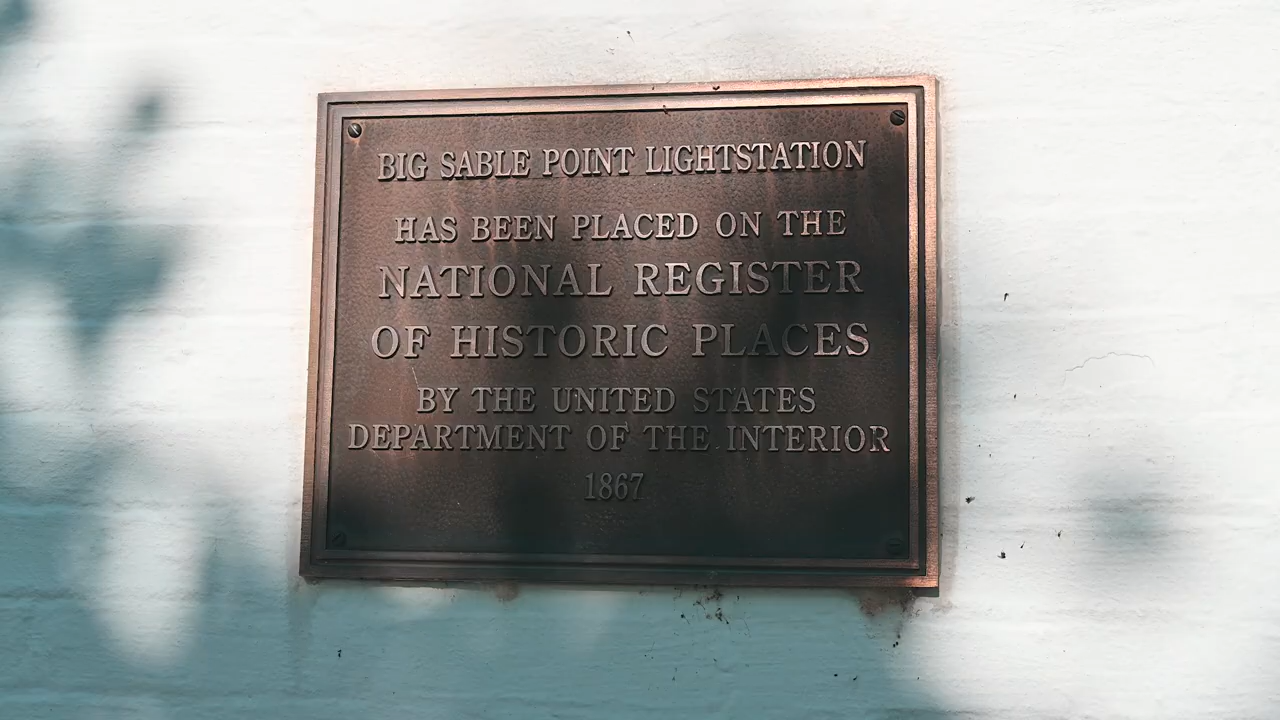 BIG SABLE POINT LIGHTSTATION
HAS BEEN PLACED ON THE
NATIONAL REGISTER
OF HISTORIC PLACES
BY THE UNITED STATES
DEPARTMENT OF THE INTERIOR
1867